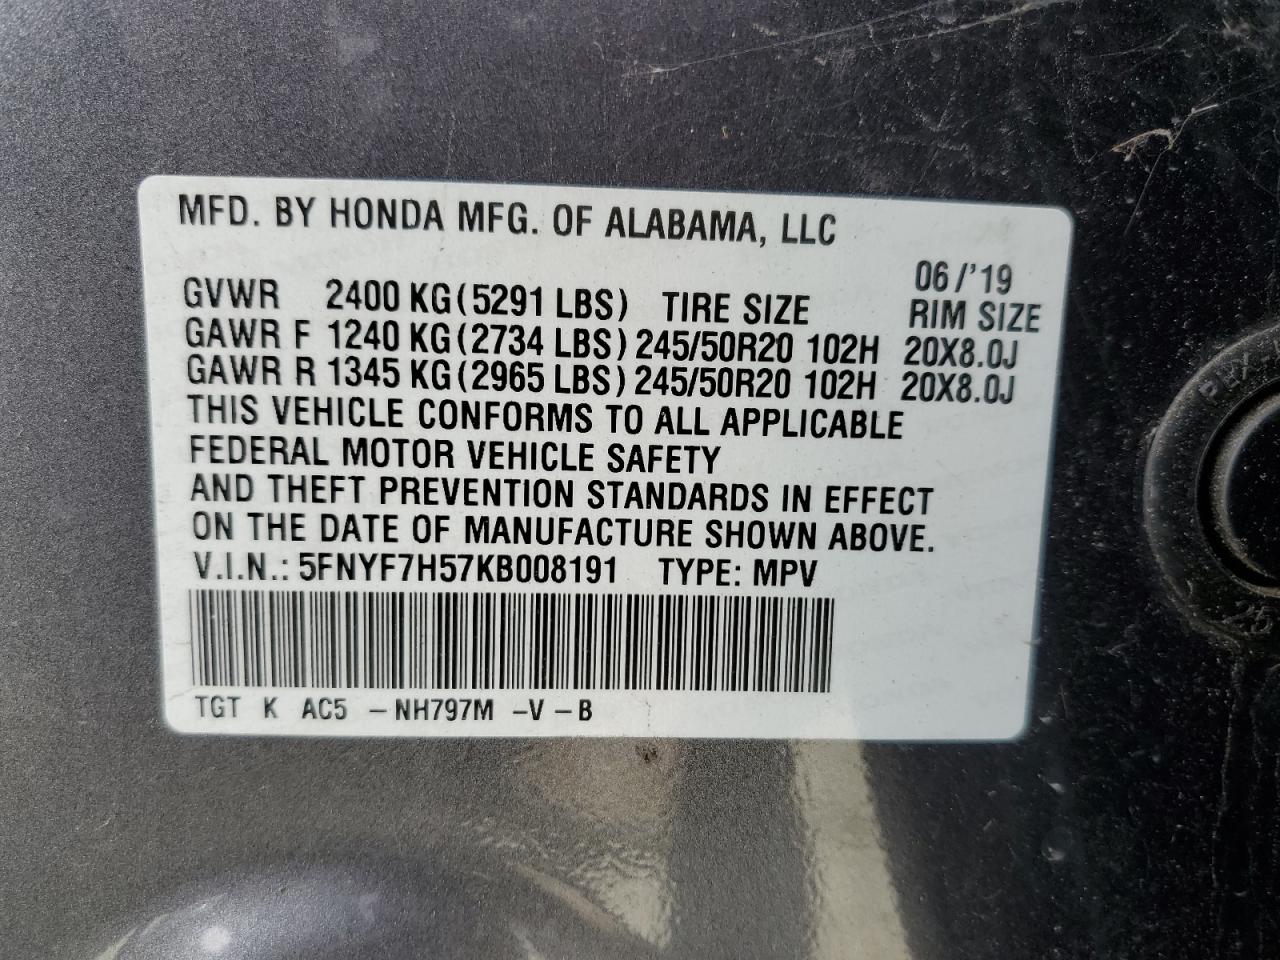 MFD. BY HONDA MFG. OF ALABAMA, LLC
06/'19
GVWR 2400 KG(5291 LBS) TIRE SIZE RIM SIZE
GAWR F 1240 KG(2734 LBS) 245/50R20 102H 20X8.0J
GAWR R 1345 KG(2965 LBS) 245/50R20 102H 20X8.0J
THIS VEHICLE CONFORMS TO ALL APPLICABLE
FEDERAL MOTOR VEHICLE SAFETY
AND THEFT PREVENTION STANDARDS IN EFFECT
ON THE DATE OF MANUFACTURE SHOWN ABOVE.
V.I.N.: 5FNYF7H57KB008191 TYPE: MPV
TGT K AC5 -NH797M -V -B